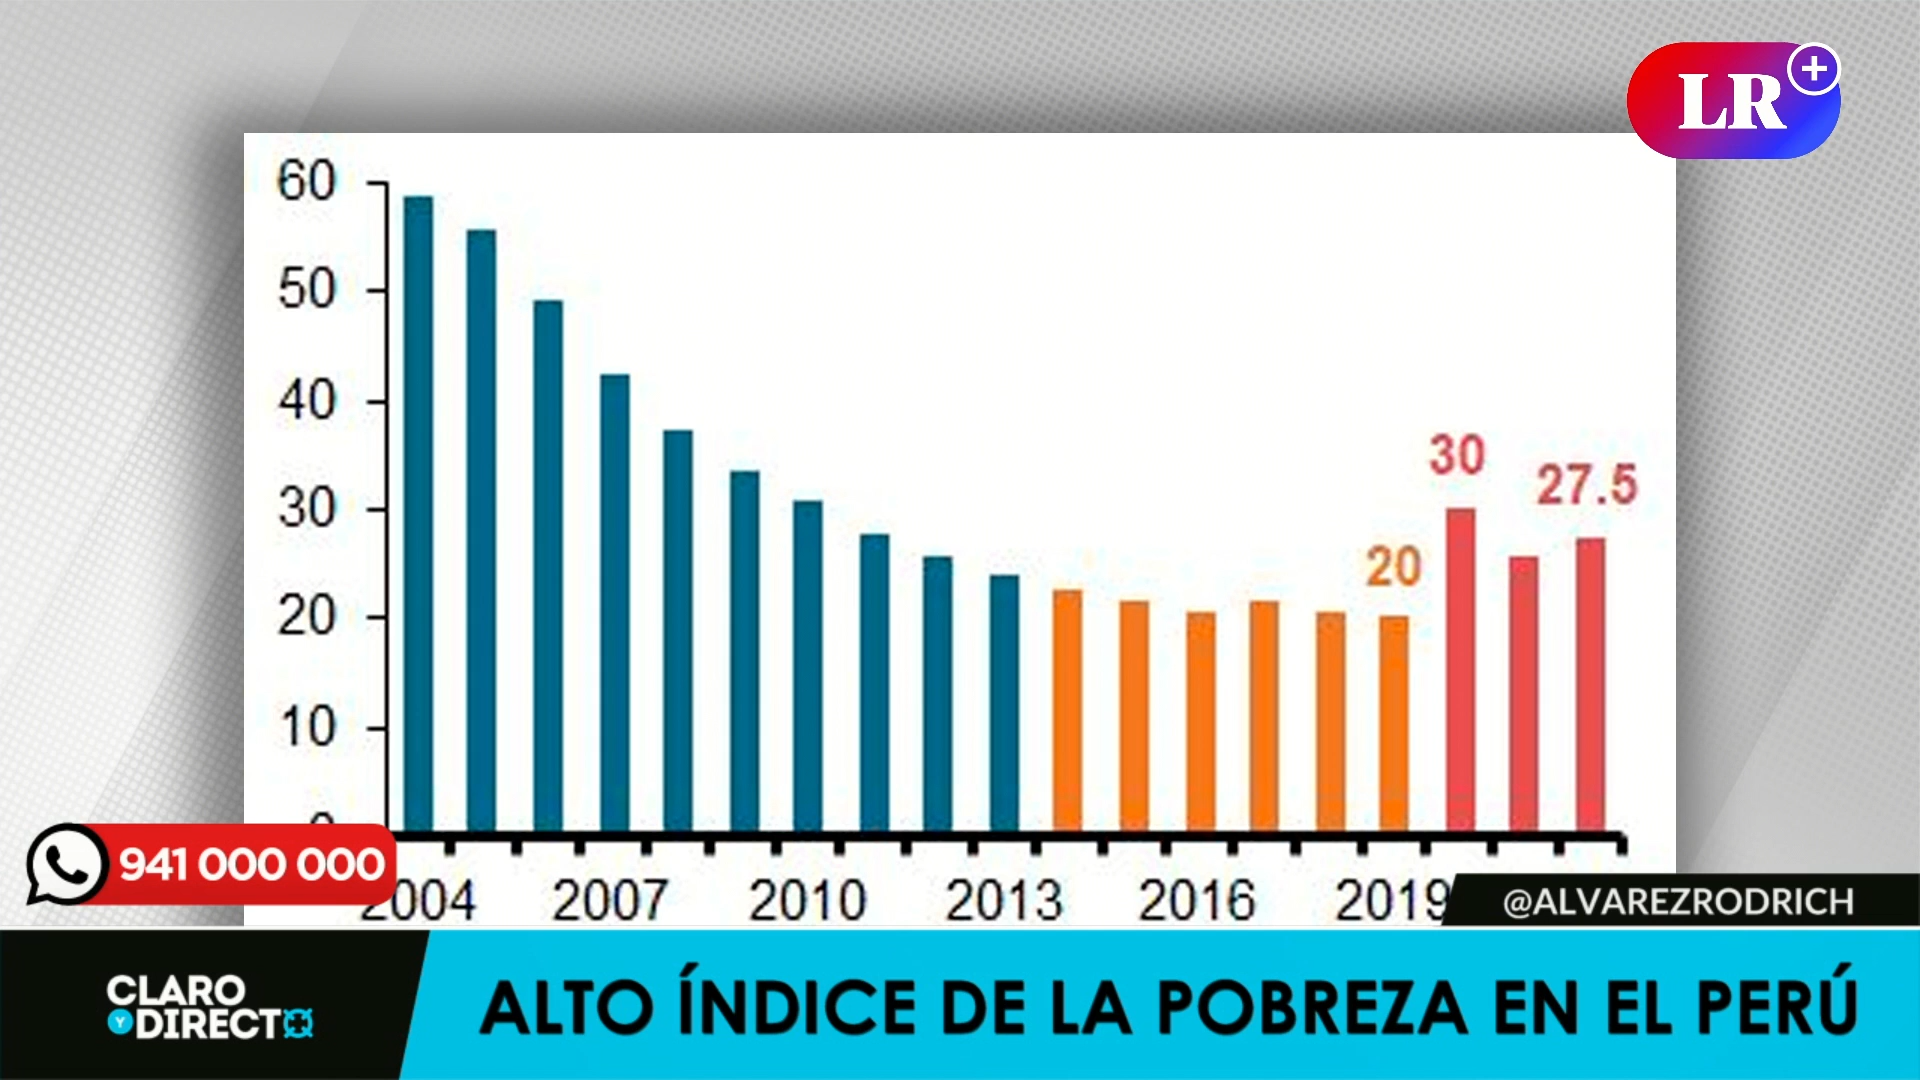 LR+
60
50
40
30
20
10
0
30
27.5
20
2004 2007 2010 2013 2016 2019
941 000 000
@ALVAREZRODRICH
CLARO
Y DIRECTO
ALTO ÍNDICE DE LA POBREZA EN EL PERÚ